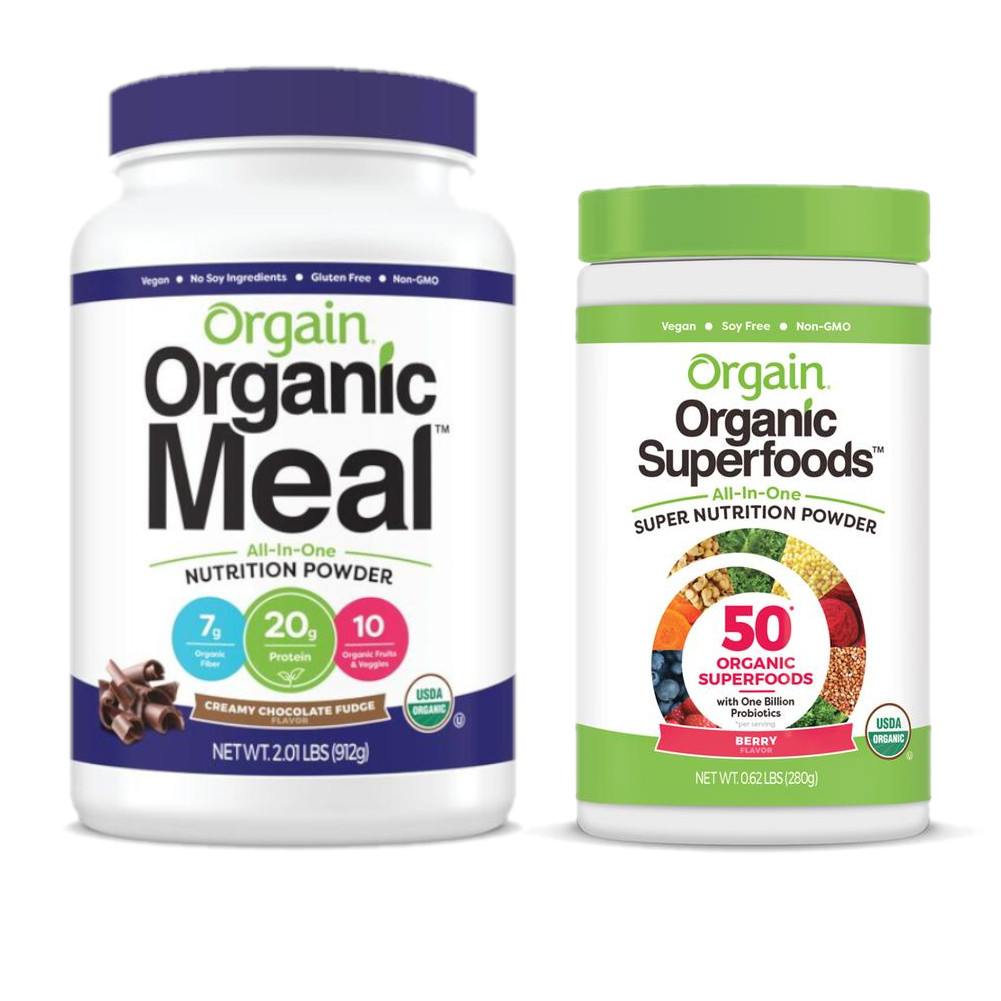 Vegan • No Soy Ingredients • Gluten Free • Non-GMO
Orgain®
Organic
Meal™
All-In-One
NUTRITION POWDER
7g
Organic
Fiber
20g
Protein
10
Organic Fruits
& Veggies
CREAMY CHOCOLATE FUDGE
FLAVOR
USDA
ORGANIC
U
NET WT. 2.01 LBS (912g)
Vegan • Soy Free • Non-GMO
Orgain®
Organic
Superfoods™
All-In-One
SUPER NUTRITION POWDER
50*
ORGANIC
SUPERFOODS
with One Billion
Probiotics
*per serving
BERRY
FLAVOR
USDA
ORGANIC
NET WT. 0.62 LBS (280g)